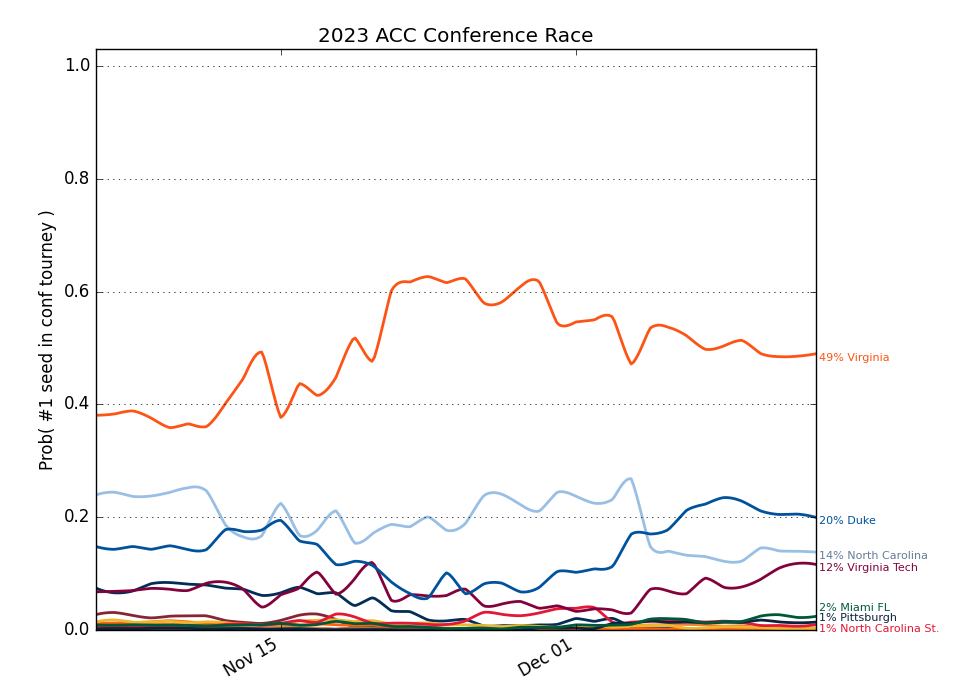 2023 ACC Conference Race
Prob( #1 seed in conf tourney )
1.0
0.8
0.6
0.4
0.2
0.0
Nov 15
Dec 01
49% Virginia
20% Duke
14% North Carolina
12% Virginia Tech
2% Miami FL
1% Pittsburgh
1% North Carolina St.